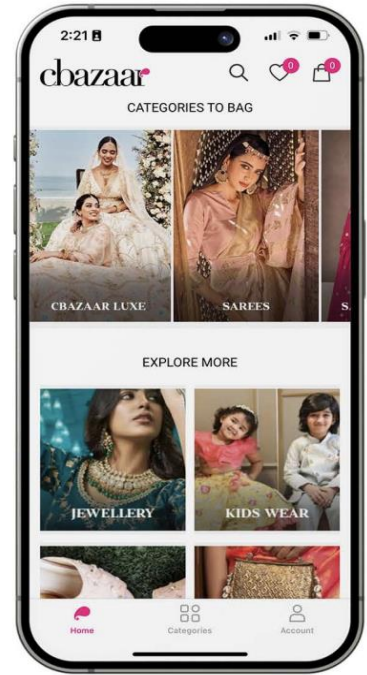 2:21
cbazaar
0
0
CATEGORIES TO BAG
CBAZAAR LUXE
SAREES
S
EXPLORE MORE
JEWELLERY
KIDS WEAR
Home
Categories
Account